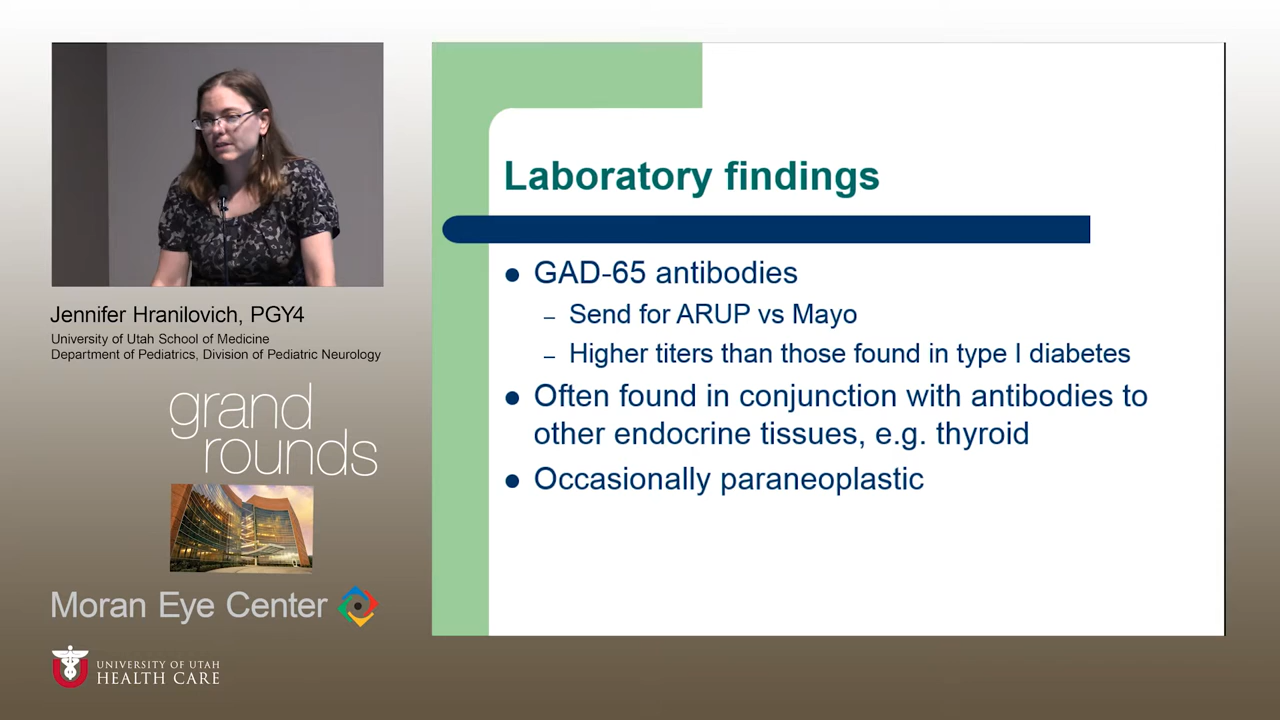 Laboratory findings
● GAD-65 antibodies
– Send for ARUP vs Mayo
– Higher titers than those found in type I diabetes
● Often found in conjunction with antibodies to
other endocrine tissues, e.g. thyroid
● Occasionally paraneoplastic
Jennifer Hranilovich, PGY4
University of Utah School of Medicine
Department of Pediatrics, Division of Pediatric Neurology
grand
rounds
Moran Eye Center
UNIVERSITY OF UTAH
HEALTH CARE